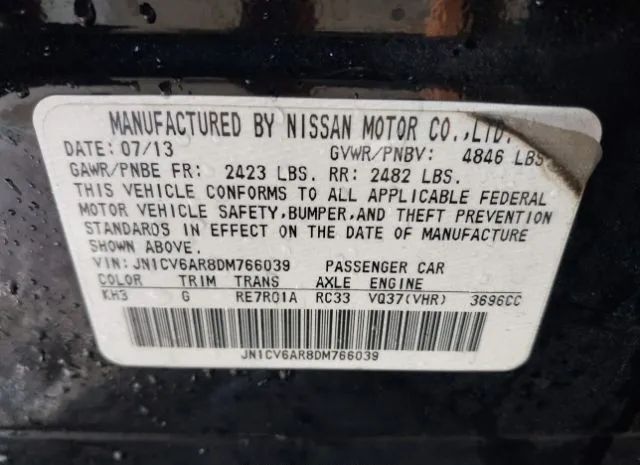 MANUFACTURED BY NISSAN MOTOR CO.,LTD.
DATE: 07/13 GVWR/PNBV: 4846 LBS
GAWR/PNBE FR: 2423 LBS. RR: 2482 LBS.
THIS VEHICLE CONFORMS TO ALL APPLICABLE FEDERAL
MOTOR VEHICLE SAFETY,BUMPER,AND THEFT PREVENTION
STANDARDS IN EFFECT ON THE DATE OF MANUFACTURE
SHOWN ABOVE.
VIN:JN1CV6AR8DM766039 PASSENGER CAR
COLOR TRIM TRANS AXLE ENGINE
KH3 G RE7R01A RC33 VQ37(VHR) 3696CC
JN1CV6AR8DM766039